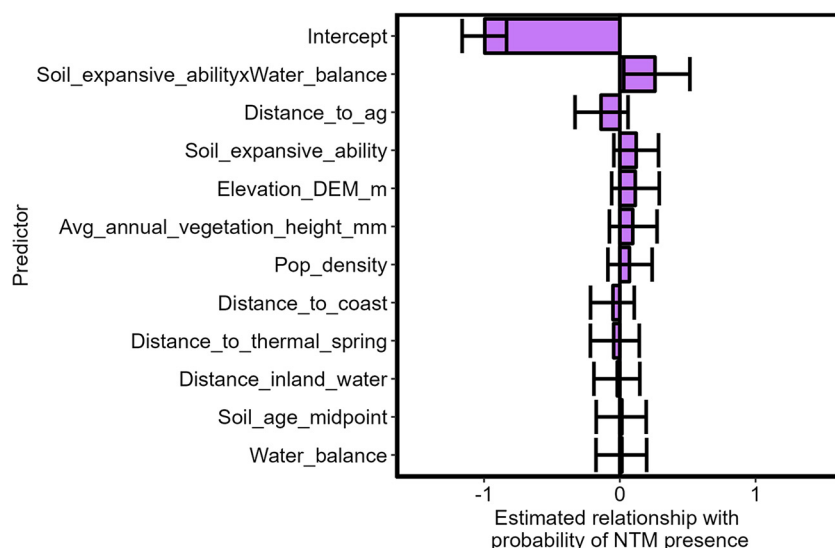 Predictor
Intercept
Soil_expansive_abilityxWater_balance
Distance_to_ag
Soil_expansive_ability
Elevation_DEM_m
Avg_annual_vegetation_height_mm
Pop_density
Distance_to_coast
Distance_to_thermal_spring
Distance_inland_water
Soil_age_midpoint
Water_balance
-1 0 1
Estimated relationship with
probability of NTM presence